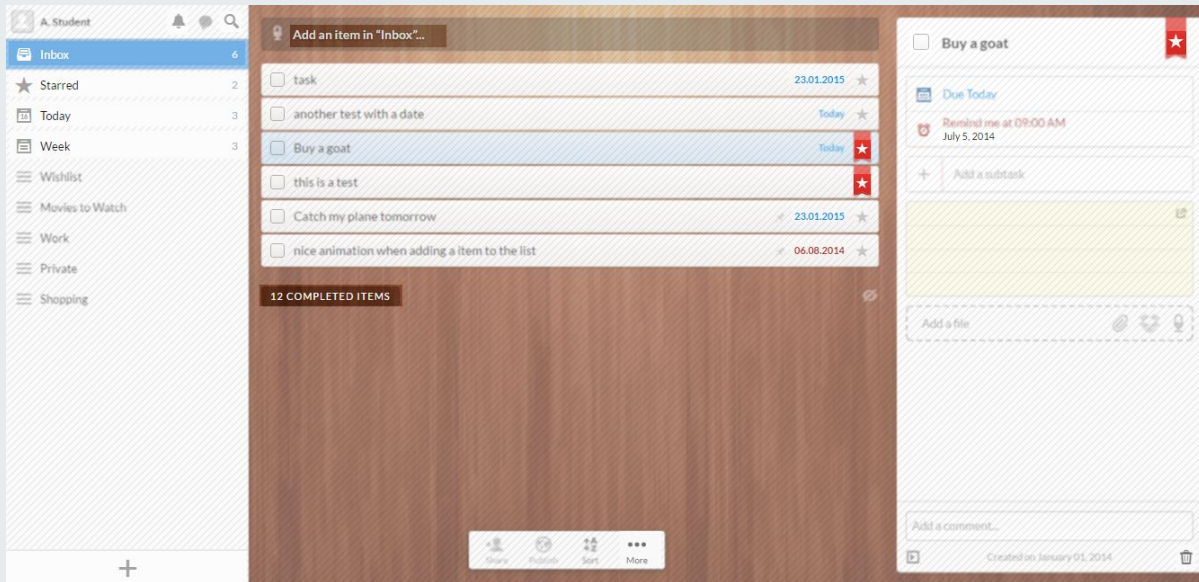 A. Student
Inbox 6
Starred 2
16 Today 3
Week 3
Wishlist
Movies to Watch
Work
Private
Shopping
Add an item in “Inbox”...
task 23.01.2015
another test with a date Today
Buy a goat Today
this is a test
Catch my plane tomorrow 23.01.2015
nice animation when adding a item to the list 06.08.2014
12 COMPLETED ITEMS
Share Publish Sort More
Buy a goat
Due Today
Remind me at 09:00 AM
July 5, 2014
Add a subtask
Add a file
Add a comment...
Created on January 01, 2014